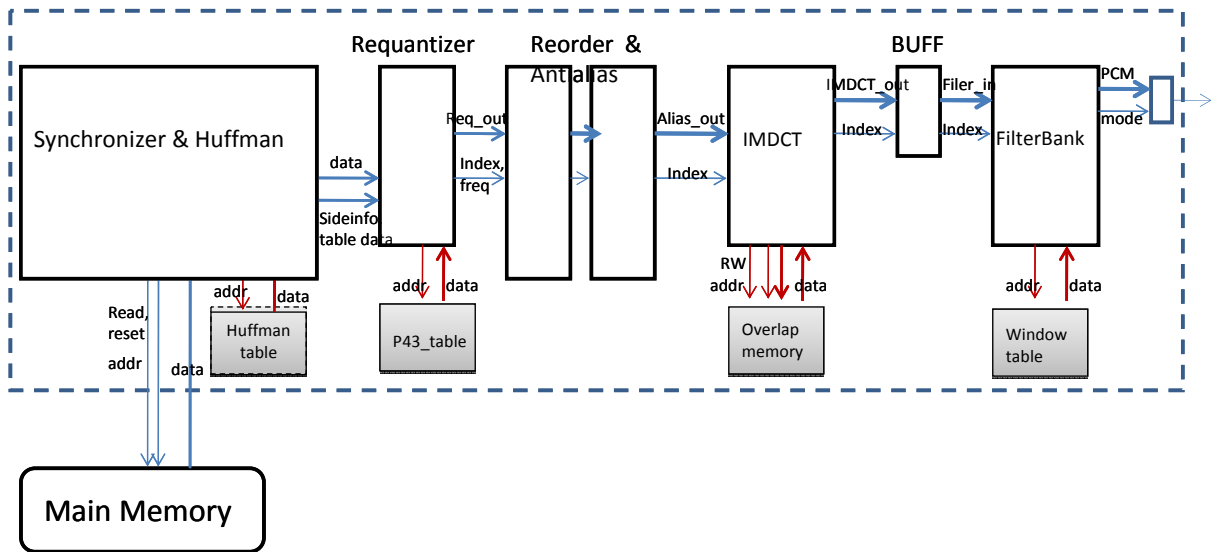 Requantizer
Reorder &
Antialias
BUFF
Synchronizer & Huffman
data
Sideinfo
table data
Req_out
Index,
freq
Alias_out
Index
IMDCT
IMDCT_out
Index
Filer_in
Index
FilterBank
PCM
mode
Read,
reset
addr
data
addr
data
Huffman
table
addr
data
P43_table
RW
addr
data
Overlap
memory
addr
data
Window
table
Main Memory